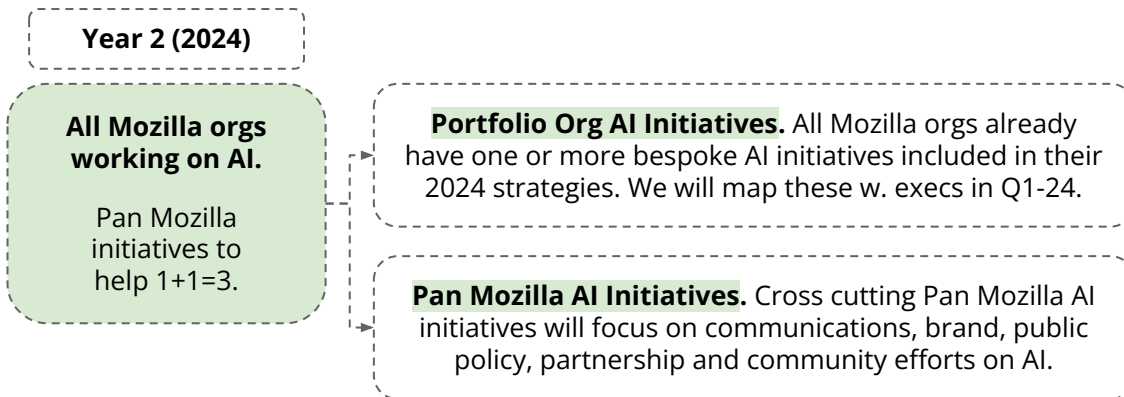 Year 2 (2024)
All Mozilla orgs
working on AI.
Pan Mozilla
initiatives to
help 1+1=3.
Portfolio Org AI Initiatives. All Mozilla orgs already
have one or more bespoke AI initiatives included in their
2024 strategies. We will map these w. execs in Q1-24.
Pan Mozilla AI Initiatives. Cross cutting Pan Mozilla AI
initiatives will focus on communications, brand, public
policy, partnership and community efforts on AI.